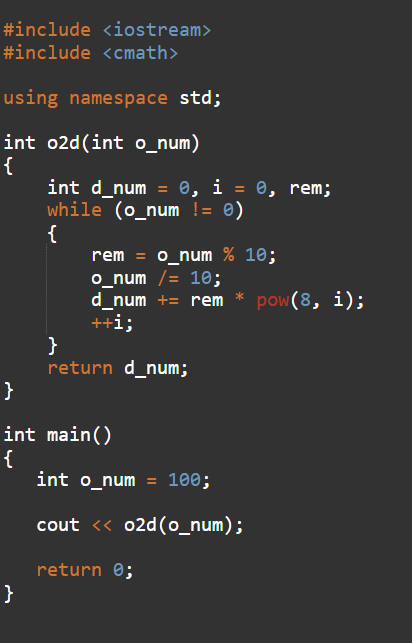 #include <iostream>
#include <cmath>

using namespace std;

int o2d(int o_num)
{
    int d_num = 0, i = 0, rem;
    while (o_num != 0)
    {
        rem = o_num % 10;
        o_num /= 10;
        d_num += rem * pow(8, i);
        ++i;
    }
    return d_num;
}

int main()
{
   int o_num = 100;

   cout << o2d(o_num);

   return 0;
}